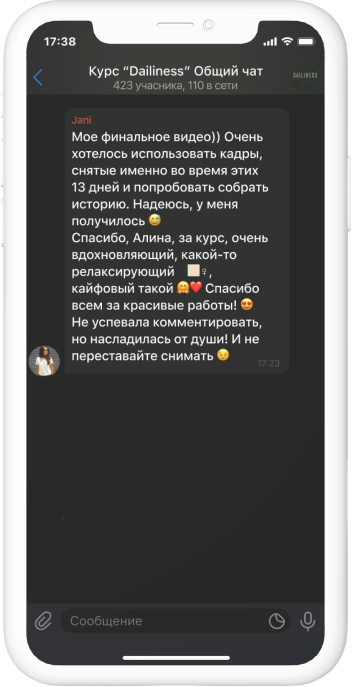 17:38
Курс “Dailiness” Общий чат
423 учасника, 110 в сети
DAILINESS
Jani
Мое финальное видео)) Очень
хотелось использовать кадры,
снятые именно во время этих
13 дней и попробовать собрать
историю. Надеюсь, у меня
получилось 😅
Спасибо, Алина, за курс, очень
вдохновляющий, какой-то
релаксирующий 🏻♀,
кайфовый такой 🤗❤️ Спасибо
всем за красивые работы! 😍
Не успевала комментировать,
но насладилась от души! И не
переставайте снимать 😉
17:23
Сообщение